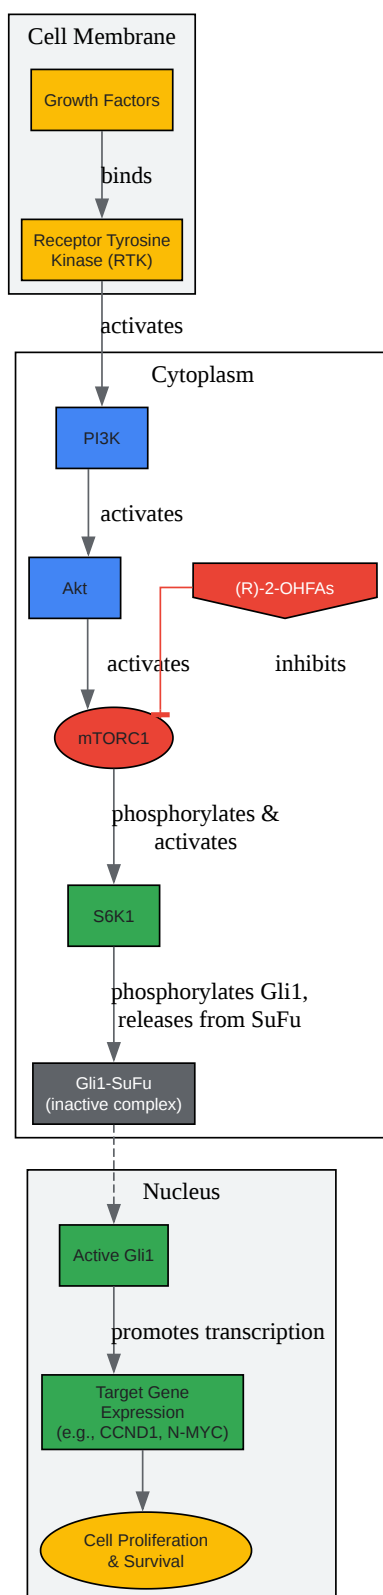 Cell Membrane
Growth Factors
binds
Receptor Tyrosine
Kinase (RTK)
activates
Cytoplasm
PI3K
activates
Akt
(R)-2-OHFAs
activates
inhibits
mTORC1
phosphorylates &
activates
S6K1
phosphorylates Gli1,
releases from SuFu
Gli1-SuFu
(inactive complex)
Nucleus
Active Gli1
promotes transcription
Target Gene
Expression
(e.g., CCND1, N-MYC)
Cell Proliferation
& Survival